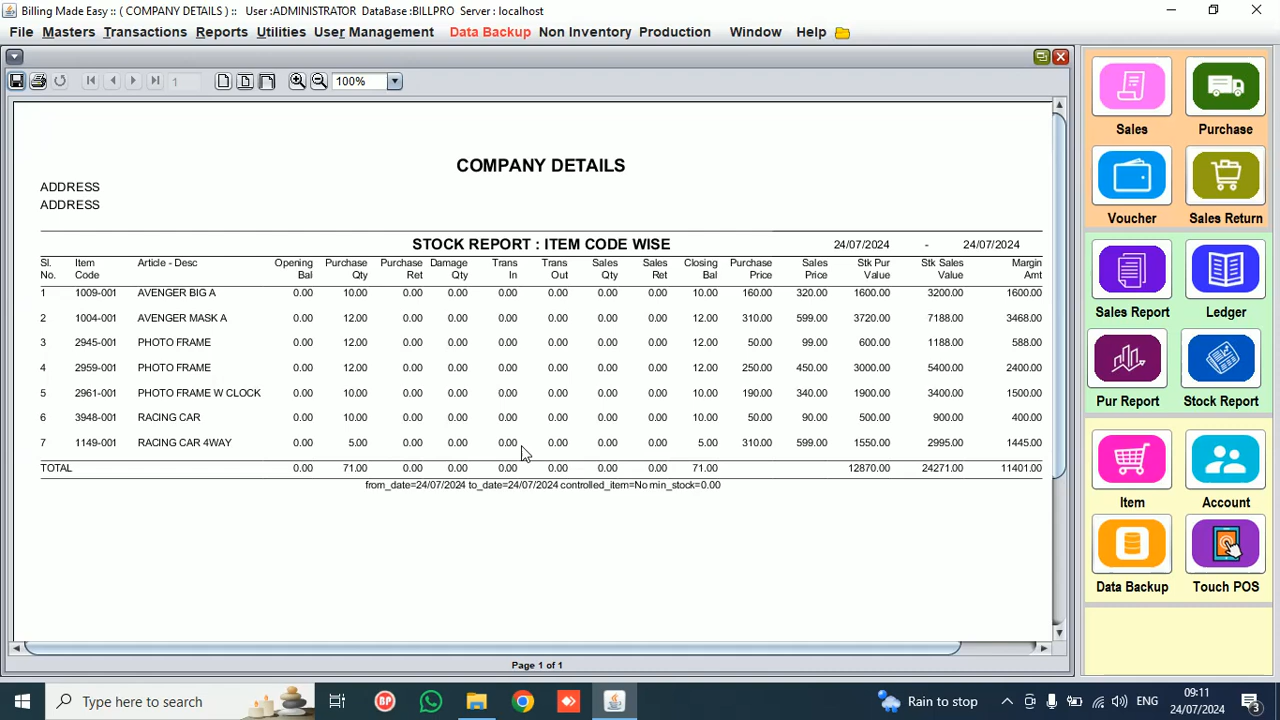 Billing Made Easy :: ( COMPANY DETAILS ) : User :ADMINISTRATOR DataBase :BILLPRO Server : localhost
File Masters Transactions Reports Utilities User Management Data Backup Non Inventory Production Window Help
1 100%
COMPANY DETAILS
ADDRESS
ADDRESS
STOCK REPORT : ITEM CODE WISE 24/07/2024 - 24/07/2024
Sl. Item Article - Desc Opening Purchase Purchase Damage Trans Trans Sales Sales Closing Purchase Sales Stk Pur Stk Sales Margin
No. Code Bal Qty Ret Qty In Out Qty Ret Bal Price Price Value Value Amt
1 1009-001 AVENGER BIG A 0.00 10.00 0.00 0.00 0.00 0.00 0.00 0.00 10.00 160.00 320.00 1600.00 3200.00 1600.00
2 1004-001 AVENGER MASK A 0.00 12.00 0.00 0.00 0.00 0.00 0.00 0.00 12.00 310.00 599.00 3720.00 7188.00 3468.00
3 2945-001 PHOTO FRAME 0.00 12.00 0.00 0.00 0.00 0.00 0.00 0.00 12.00 50.00 99.00 600.00 1188.00 588.00
4 2959-001 PHOTO FRAME 0.00 12.00 0.00 0.00 0.00 0.00 0.00 0.00 12.00 250.00 450.00 3000.00 5400.00 2400.00
5 2961-001 PHOTO FRAME W CLOCK 0.00 10.00 0.00 0.00 0.00 0.00 0.00 0.00 10.00 190.00 340.00 1900.00 3400.00 1500.00
6 3948-001 RACING CAR 0.00 10.00 0.00 0.00 0.00 0.00 0.00 0.00 10.00 50.00 90.00 500.00 900.00 400.00
7 1149-001 RACING CAR 4WAY 0.00 5.00 0.00 0.00 0.00 0.00 0.00 0.00 5.00 310.00 599.00 1550.00 2995.00 1445.00
TOTAL 0.00 71.00 0.00 0.00 0.00 0.00 0.00 0.00 71.00 12870.00 24271.00 11401.00
from_date=24/07/2024 to_date=24/07/2024 controlled_item=No min_stock=0.00
Page 1 of 1
Sales Purchase
Voucher Sales Return
Sales Report Ledger
Pur Report Stock Report
Item Account
Data Backup Touch POS
Type here to search
BP
Rain to show
ENG
09:11
24/07/2024
3